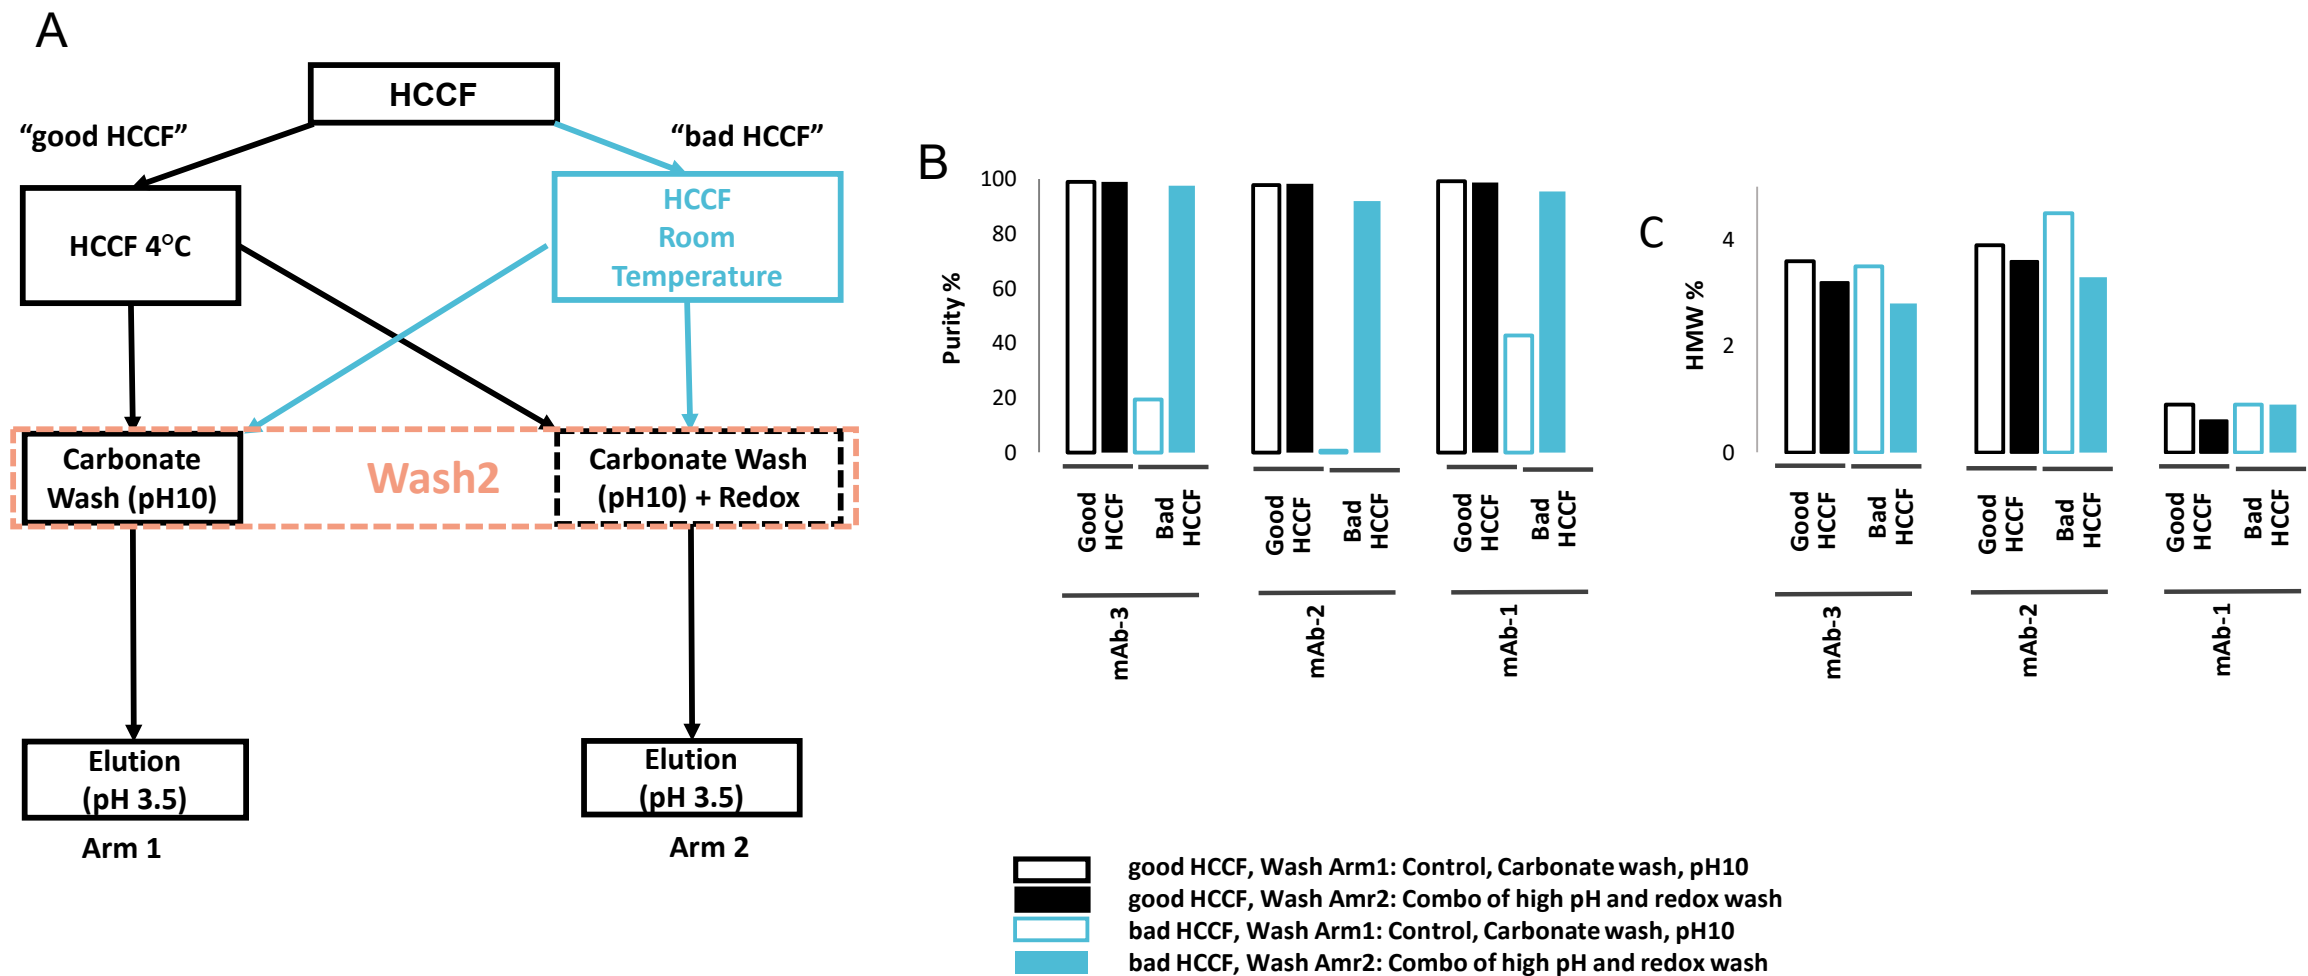 A
HCCF
“good HCCF”
“bad HCCF”
HCCF 4°C
HCCF
Room
Temperature
Carbonate
Wash (pH10)
Wash2
Carbonate Wash
(pH10) + Redox
Elution
(pH 3.5)
Elution
(pH 3.5)
Arm 1
Arm 2
B
Purity %
100
80
60
40
20
0
Good
HCCF
Bad
HCCF
Good
HCCF
Bad
HCCF
Good
HCCF
Bad
HCCF
mAb-3
mAb-2
mAb-1
C
HMW %
4
2
0
Good
HCCF
Bad
HCCF
Good
HCCF
Bad
HCCF
Good
HCCF
Bad
HCCF
mAb-3
mAb-2
mAb-1
good HCCF, Wash Arm1: Control, Carbonate wash, pH10
good HCCF, Wash Amr2: Combo of high pH and redox wash
bad HCCF, Wash Arm1: Control, Carbonate wash, pH10
bad HCCF, Wash Amr2: Combo of high pH and redox wash